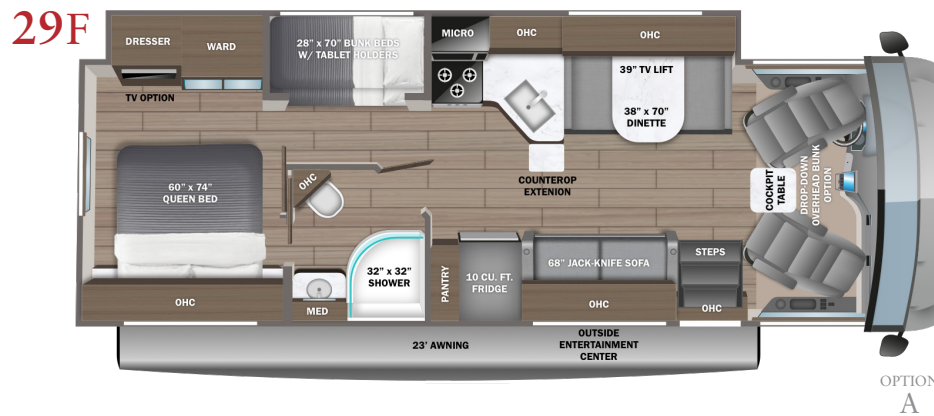 29F
DRESSER
WARD
28" x 70" BUNK BEDS
W/ TABLET HOLDERS
MICRO
OHC
OHC
TV OPTION
39" TV LIFT
38" x 70"
DINETTE
60" x 74"
QUEEN BED
OHC
COUNTEROP
EXTENION
COCKPIT
TABLE
DROP-DOWN
OVERHEAD BUNK
OPTION
32" x 32"
SHOWER
PANTRY
10 CU. FT.
FRIDGE
68" JACK-KNIFE SOFA
STEPS
OHC
MED
OHC
OHC
23' AWNING
OUTSIDE
ENTERTAINMENT
CENTER
OPTION
A